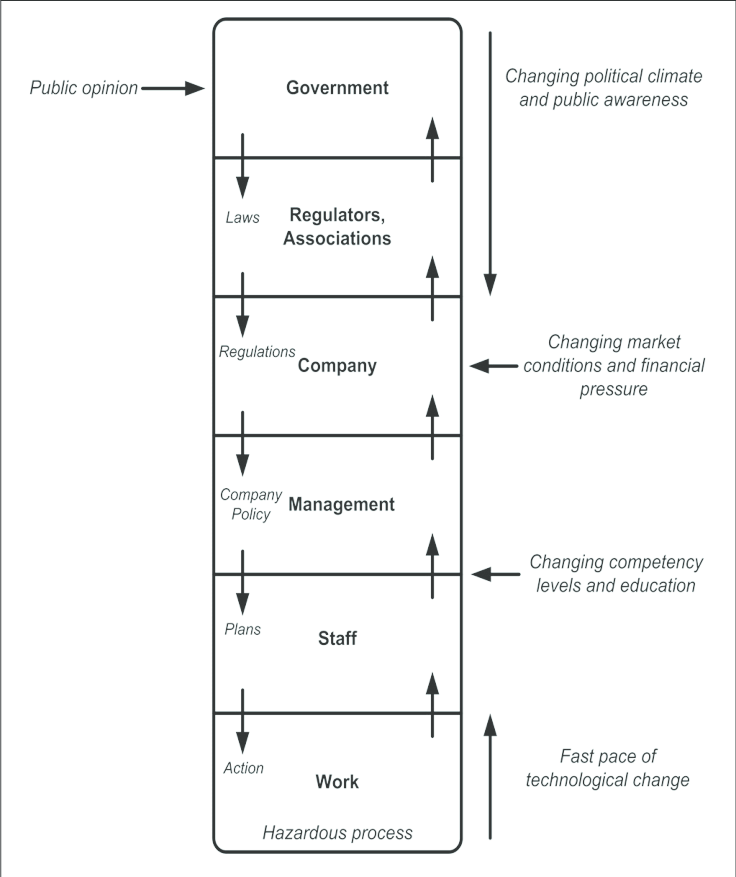 Public opinion
Government
Changing political climate
and public awareness
Laws
Regulators,
Associations
Regulations
Company
Changing market
conditions and financial
pressure
Company
Policy
Management
Changing competency
levels and education
Plans
Staff
Action
Work
Fast pace of
technological change
Hazardous process